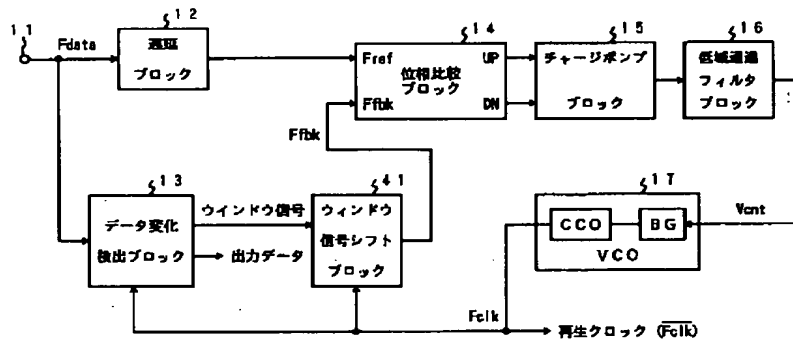 11
Fdata
12
遅延
ブロック
14
Fref
UP
位相比較
ブロック
Ffbk
DN
15
チャージポンプ
ブロック
16
低域通過
フィルタ
ブロック
Ffbk
13
データ変化
検出ブロック
ウインドウ信号
出力データ
41
ウィンドウ
信号シフト
ブロック
17
CCO
BG
VCO
Vcnt
Fclk
再生クロック (F̅c̅l̅k̅)